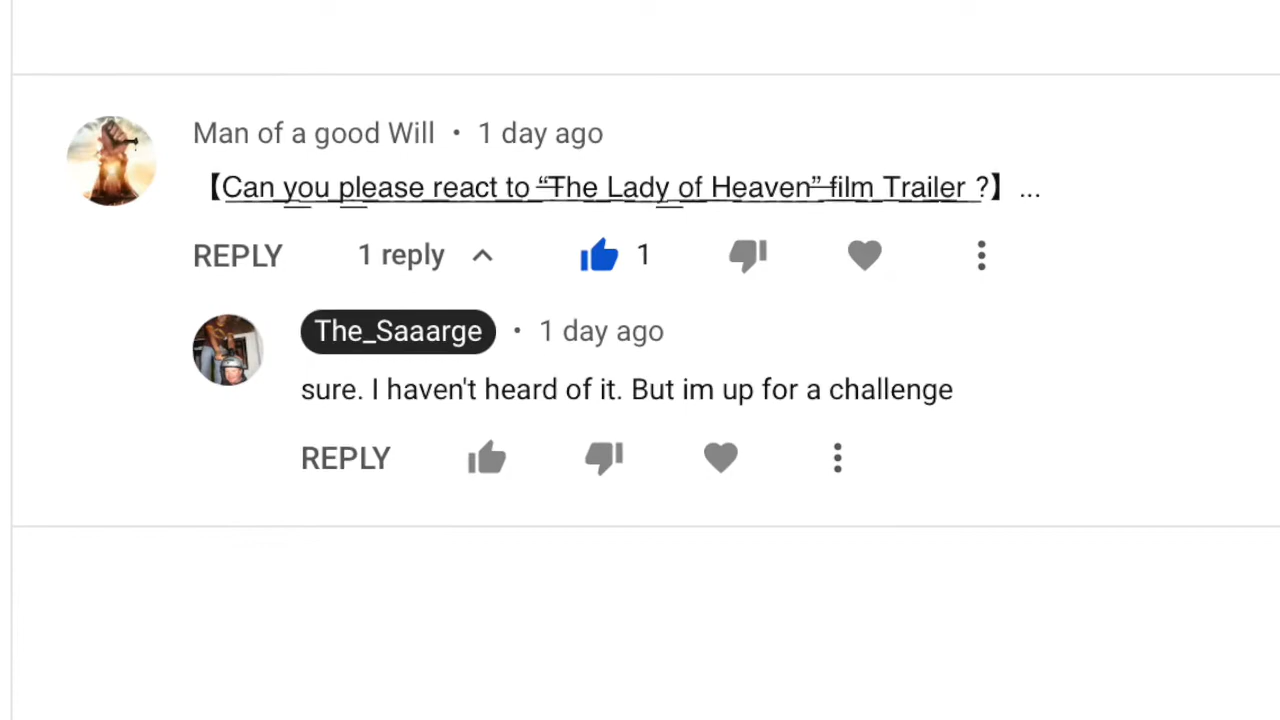 Man of a good Will • 1 day ago
【Can you please react to “The Lady of Heaven” film Trailer ?】 ...
REPLY 1 reply 1
The_Saaarge • 1 day ago
sure. I haven't heard of it. But im up for a challenge
REPLY